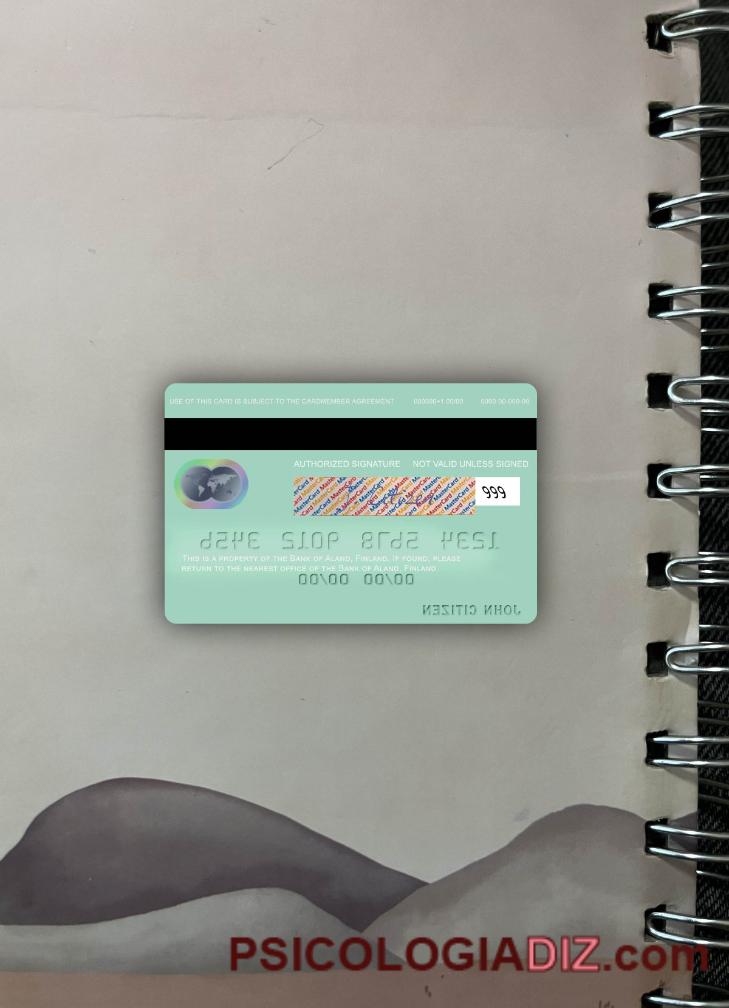 USE OF THIS CARD IS SUBJECT TO THE CARDMEMBER AGREEMENT 000000×1 00/00 0000-00-000-00
AUTHORIZED SIGNATURE NOT VALID UNLESS SIGNED
MasterCard MasterCard MasterCard
999
1234 5678 9012 3456
THIS IS A PROPERTY OF THE BANK OF ALAND, FINLAND. IF FOUND, PLEASE
RETURN TO THE NEAREST OFFICE OF THE BANK OF ALAND, FINLAND
00/00 00/00
JOHN CITIZEN
PSICOLOGIADIZ.com